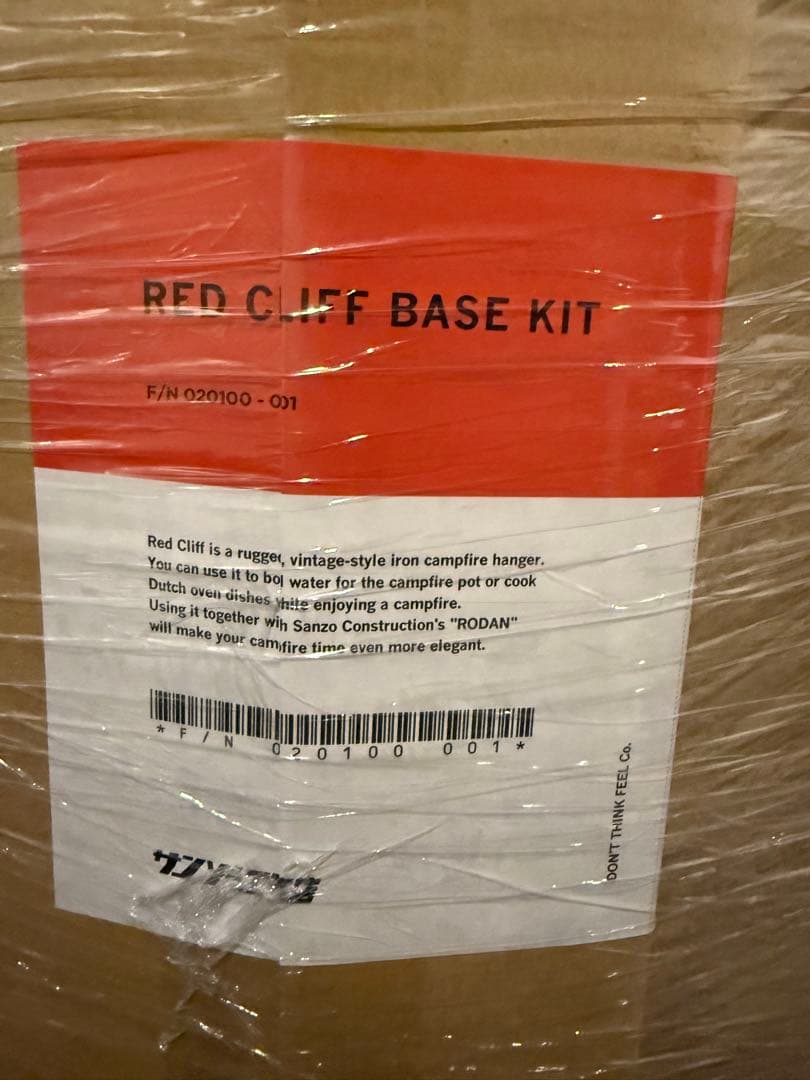 RED CLIFF BASE KIT
F/N 020100 - 001
Red Cliff is a rugged, vintage-style iron campfire hanger.
You can use it to boil water for the campfire pot or cook
Dutch oven dishes while enjoying a campfire.
Using it together with Sanzo Construction's "RODAN"
will make your campfire time even more elegant.
*F/N 020100 001*
DON'T THINK FEEL Co.